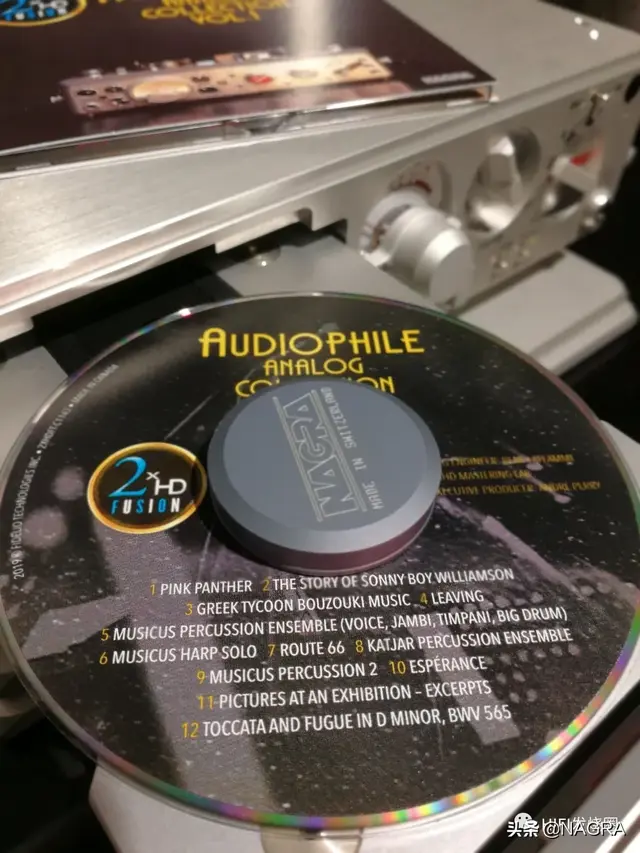 2
VOL.1
AUDIOPHILE
ANALOG
2xHD
FUSION
NAGRA
MADE IN SWITZERLAND
1 PINK PANTHER 2 THE STORY OF SONNY BOY WILLIAMSON
3 GREEK TYCOON BOUZOUKI MUSIC 4 LEAVING
5 MUSICUS PERCUSSION ENSEMBLE (VOICE, JAMBI, TIMPANI, BIG DRUM)
6 MUSICUS HARP SOLO 7 ROUTE 66 8 KATJAR PERCUSSION ENSEMBLE
9 MUSICUS PERCUSSION 2 10 ESPÉRANCE
11 PICTURES AT AN EXHIBITION – EXCERPTS
12 TOCCATA AND FUGUE IN D MINOR, BWV 565
头条 @NAGRA